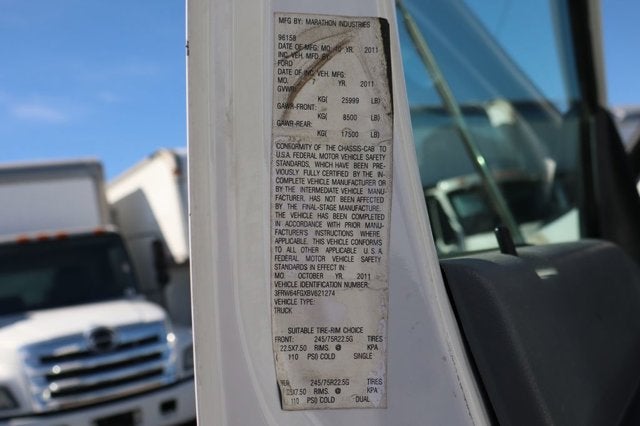 MFG BY: MARATHON INDUSTRIES
96158
DATE OF MFG: MO. 10 YR. 2011
INC. VEH. MFG BY:
FORD
DATE OF INC. VEH. MFG:
MO. 7 YR. 2011
GVWR:
KG( 25999 LB)
GAWR-FRONT:
KG( 8500 LB)
GAWR-REAR:
KG( 17500 LB)
CONFORMITY OF THE CHASSIS-CAB TO
U.S.A. FEDERAL MOTOR VEHICLE SAFETY
STANDARDS, WHICH HAVE BEEN PRE-
VIOUSLY FULLY CERTIFIED BY THE IN-
COMPLETE VEHICLE MANUFACTURER OR
BY THE INTERMEDIATE VEHICLE MANU-
FACTURER, HAS NOT BEEN AFFECTED
BY THE FINAL-STAGE MANUFACTURE.
THE VEHICLE HAS BEEN COMPLETED
IN ACCORDANCE WITH PRIOR MANU-
FACTURER'S INSTRUCTIONS WHERE
APPLICABLE. THIS VEHICLE CONFORMS
TO ALL OTHER APPLICABLE U.S.A.
FEDERAL MOTOR VEHICLE SAFETY
STANDARDS IN EFFECT IN:
MO. OCTOBER YR. 2011
VEHICLE IDENTIFICATION NUMBER:
3FRW64FGXBV621274
VEHICLE TYPE:
TRUCK
SUITABLE TIRE-RIM CHOICE
FRONT: 245/75R22.5G TIRES
22.5X7.50 RIMS. @ KPA
( 110 PSI) COLD SINGLE
245/75R22.5G TIRES
RIMS. @ KPA
110 PSI) COLD DUAL